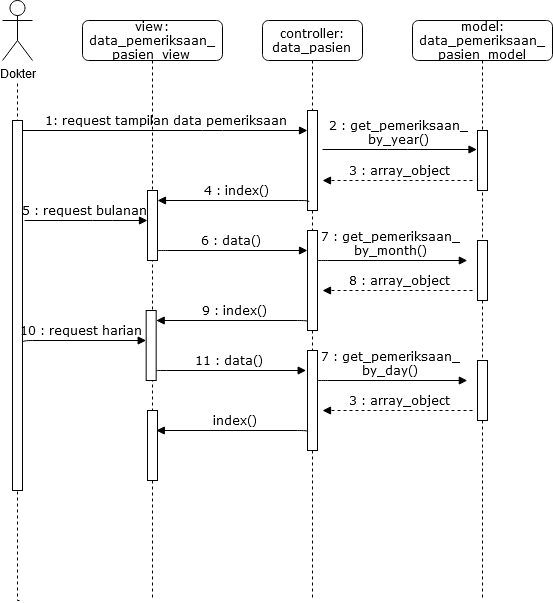 view:
data_pemeriksaan_
pasien_view
controller:
data_pasien
model:
data_pemeriksaan_
pasien_model
Dokter
1: request tampilan data pemeriksaan
2 : get_pemeriksaan_
by_year()
3 : array_object
4 : index()
5 : request bulanan
6 : data()
7 : get_pemeriksaan_
by_month()
8 : array_object
9 : index()
10 : request harian
11 : data()
7 : get_pemeriksaan_
by_day()
3 : array_object
index()